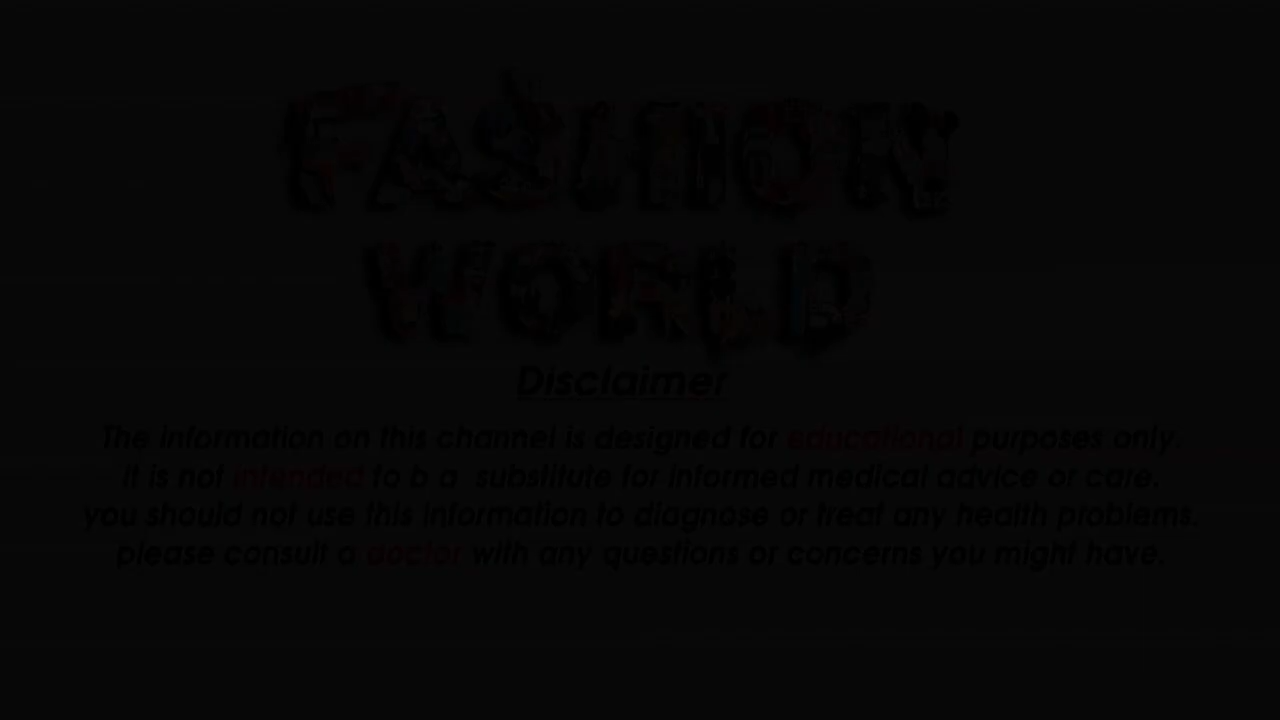 FASHION
WORLD
Disclaimer
The information on this channel is designed for educational purposes only.
it is not intended to b a substitute for informed medical advice or care.
you should not use this information to diagnose or treat any health problems.
please consult a doctor with any questions or concerns you might have.